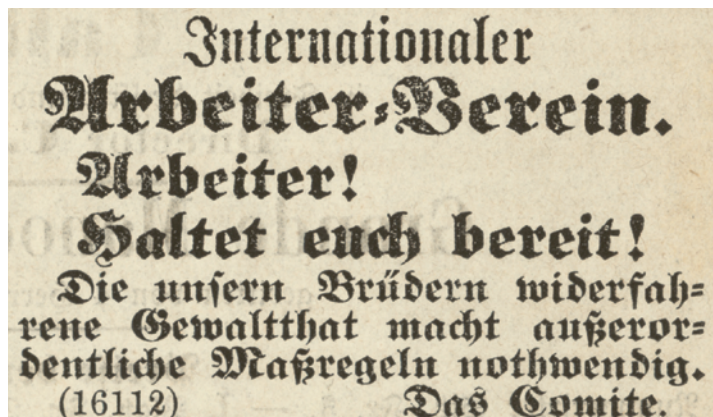 Internationaler
Arbeiter-Verein.
Arbeiter!
Haltet euch bereit!
Die unsern Brüdern widerfah-
rene Gewaltthat macht außeror-
dentliche Maßregeln nothwendig.
(16112) Das Comite.